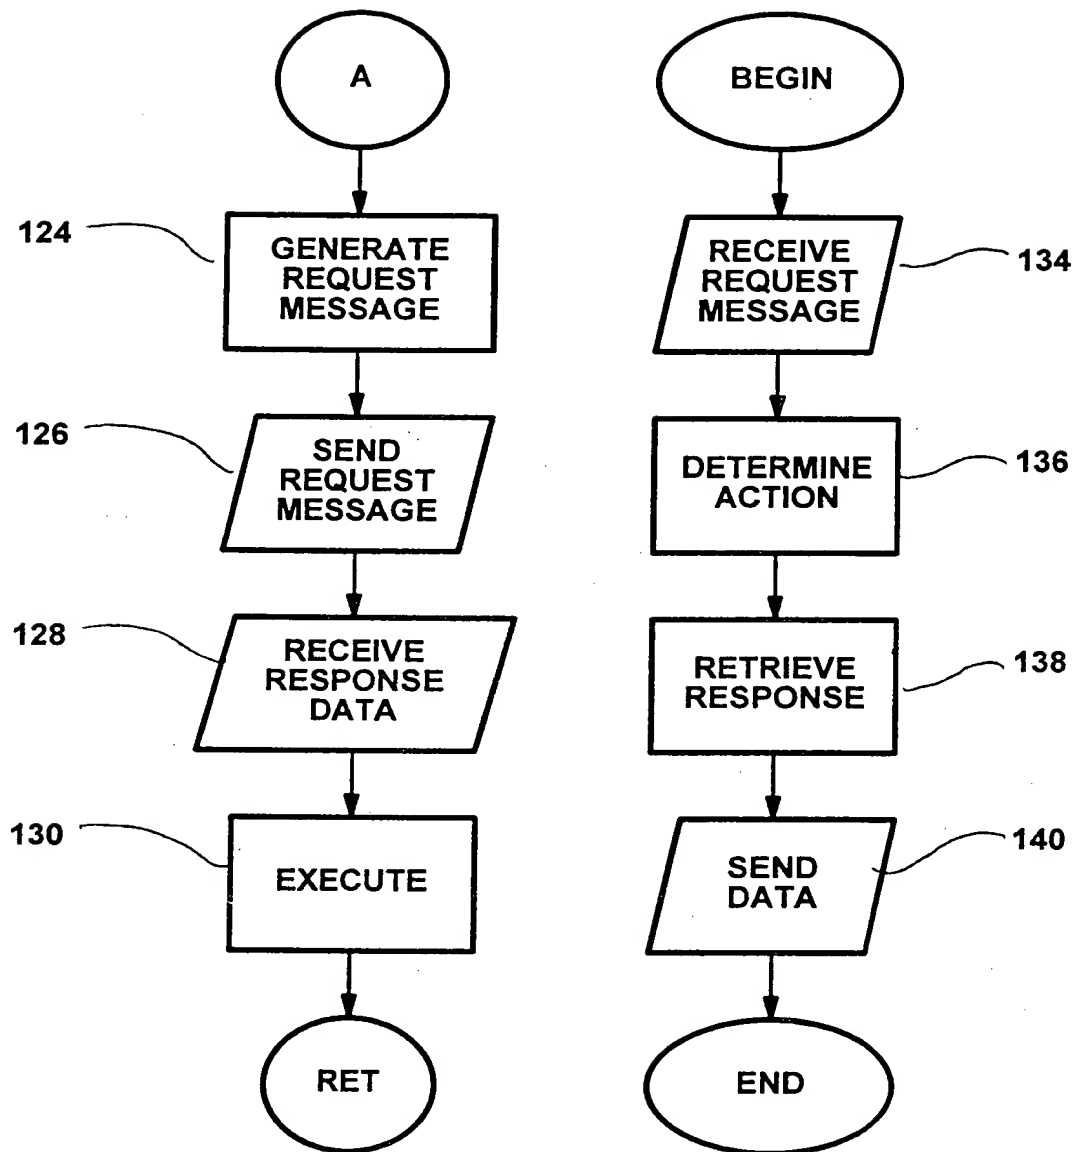 A
124
GENERATE
REQUEST
MESSAGE
126
SEND
REQUEST
MESSAGE
128
RECEIVE
RESPONSE
DATA
130
EXECUTE
RET
BEGIN
RECEIVE
REQUEST
MESSAGE
134
DETERMINE
ACTION
136
RETRIEVE
RESPONSE
138
SEND
DATA
140
END